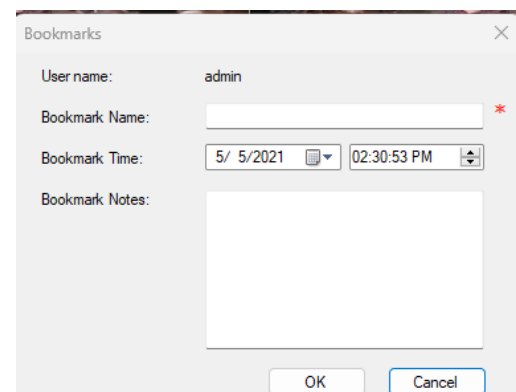 Bookmarks
User name: admin
Bookmark Name: *
Bookmark Time: 5/ 5/2021 02:30:53 PM
Bookmark Notes:
OK Cancel